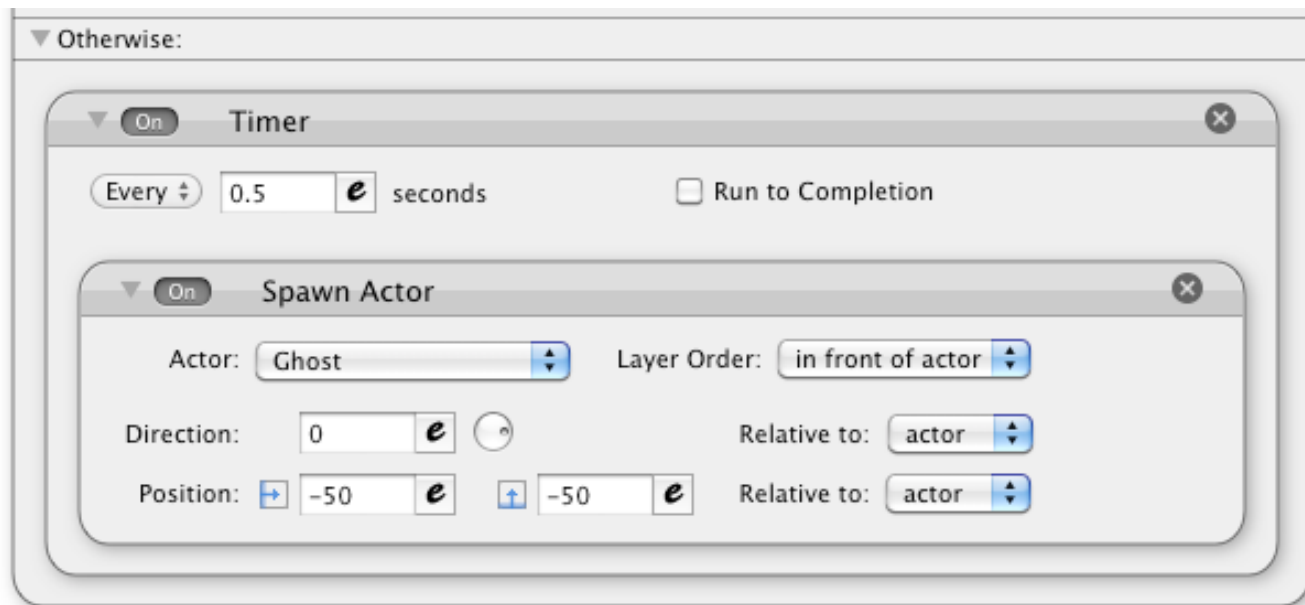 Otherwise:
On Timer
Every 0.5 e seconds Run to Completion
On Spawn Actor
Actor: Ghost Layer Order: in front of actor
Direction: 0 e Relative to: actor
Position: -50 e -50 e Relative to: actor